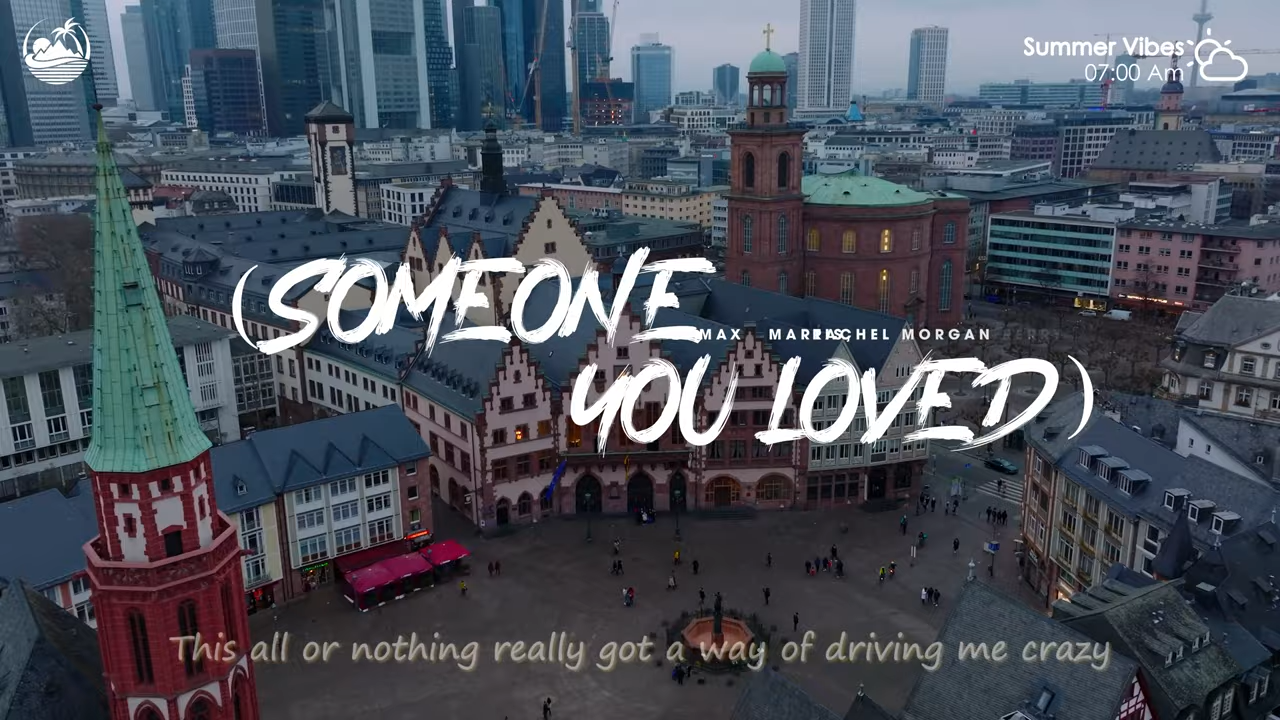 Summer Vibes
07:00 Am
(SOMEONE
RACHEL MORGAN
YOU LOVED)
This all or nothing really got a way of driving me crazy